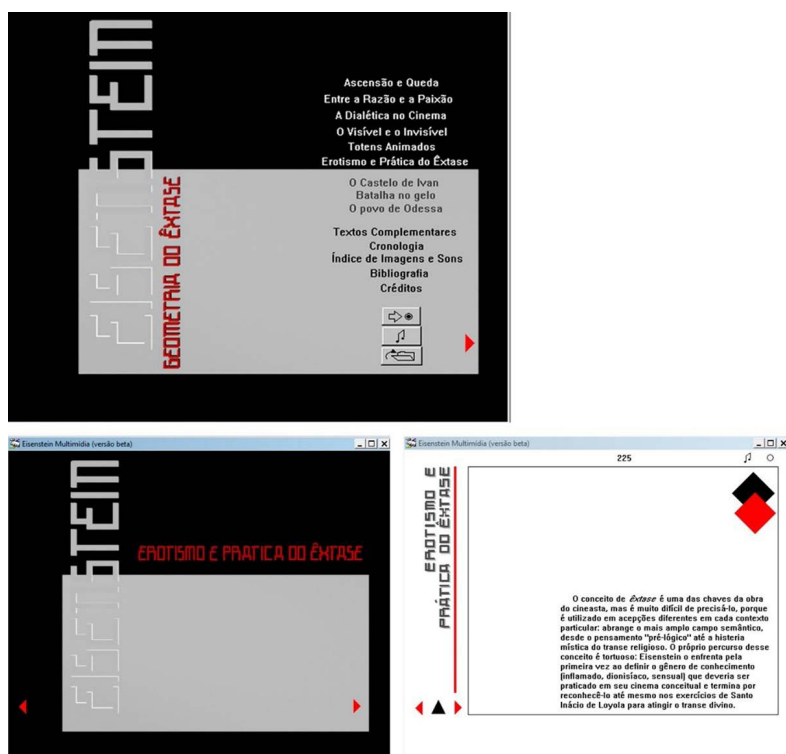 EISENSTEIN
GEOMETRIA DO ÊXTASE
Ascensão e Queda
Entre a Razão e a Paixão
A Dialética no Cinema
O Visível e o Invisível
Totens Animados
Erotismo e Prática do Êxtase
O Castelo de Ivan
Batalha no gelo
O povo de Odessa
Textos Complementares
Cronologia
Índice de Imagens e Sons
Bibliografia
Créditos
Eisenstein Multimídia (versão beta)
EISENSTEIN
EROTISMO E PRATICA DO ÊXTASE
Eisenstein Multimídia (versão beta)
225
EROTISMO E
PRÁTICA DO ÊXTASE
O conceito de Êxtase é uma das chaves da obra
do cineasta, mas é muito difícil de precisá-lo, porque
é utilizado em acepções diferentes em cada contexto
particular: abrange o mais amplo campo semântico,
desde o pensamento "pré-lógico" até a histeria
mística do transe religioso. O próprio percurso desse
conceito é tortuoso: Eisenstein o enfrenta pela
primeira vez ao definir o gênero de conhecimento
(inflamado, dionisíaco, sensual) que deveria ser
praticado em seu cinema conceitual e termina por
reconhecê-lo até mesmo nos exercícios de Santo
Inácio de Loyola para atingir o transe divino.